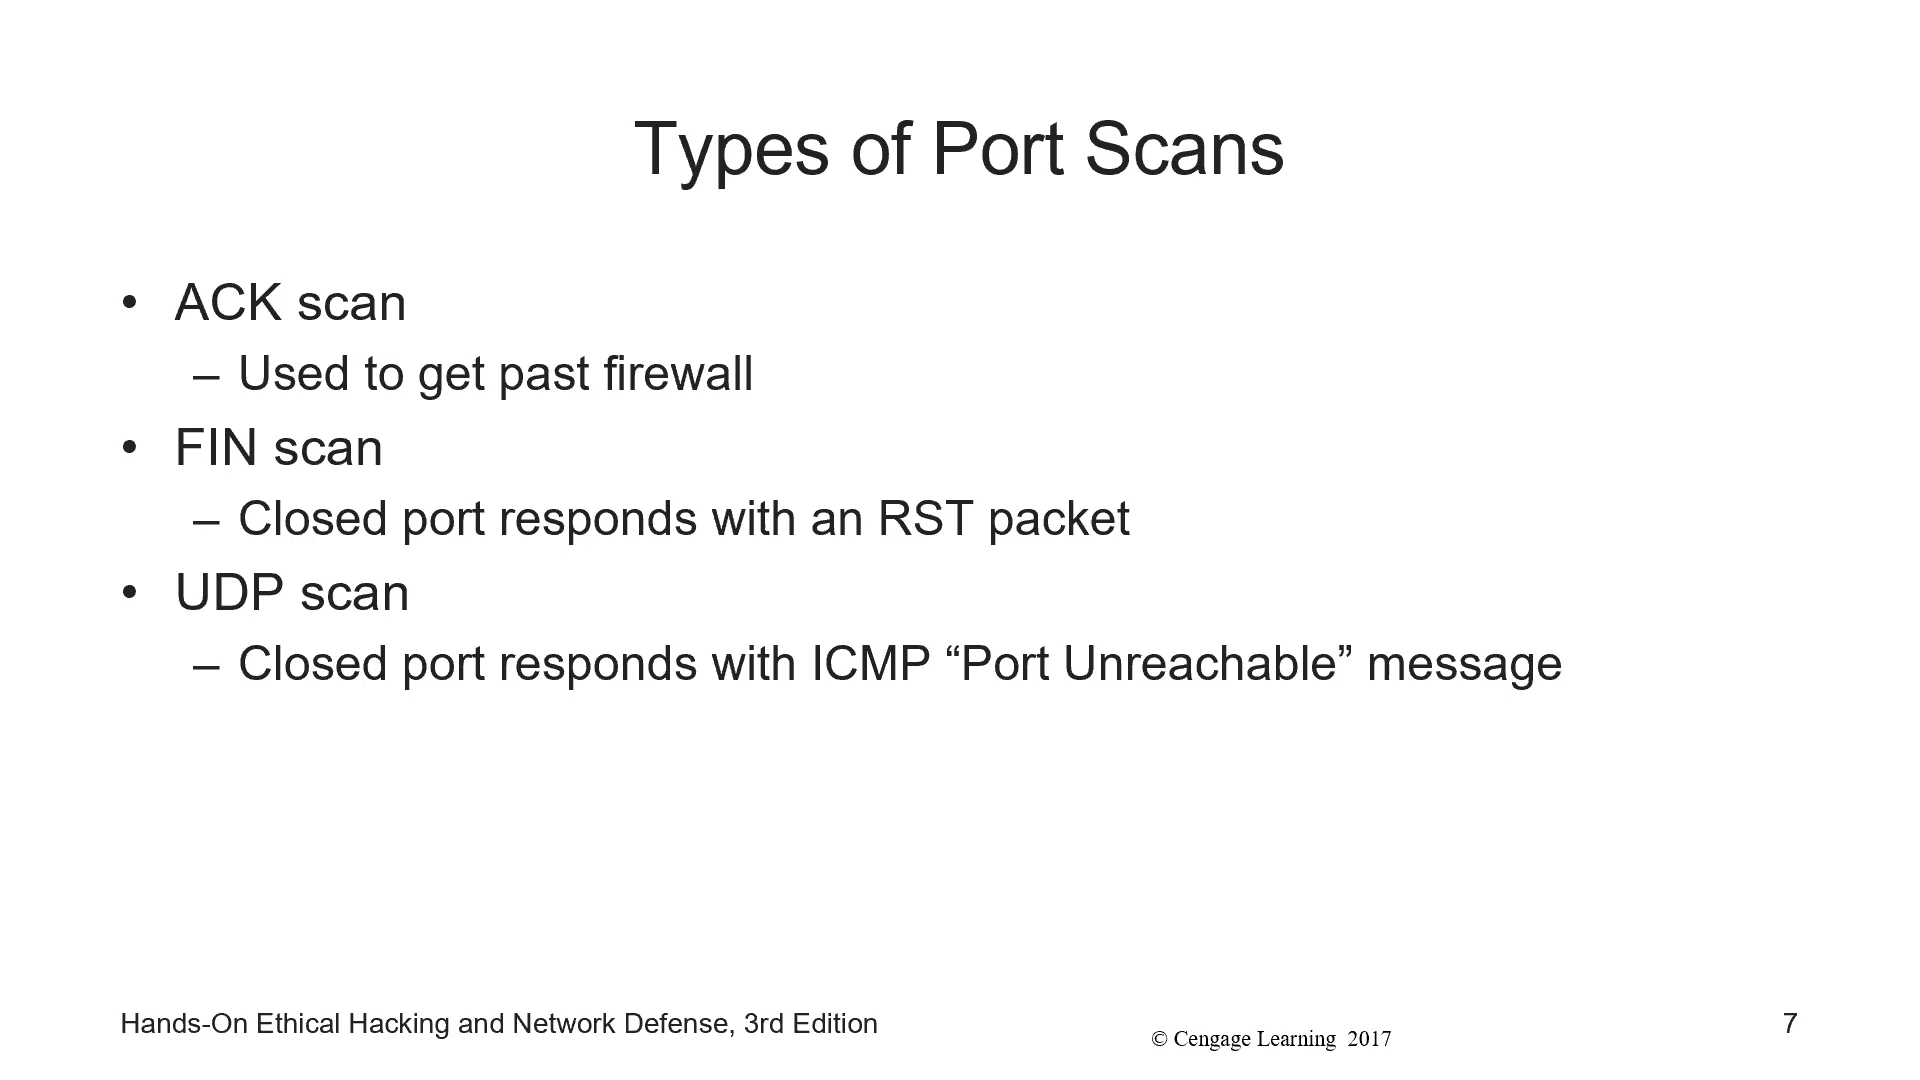 Types of Port Scans
• ACK scan
– Used to get past firewall
• FIN scan
– Closed port responds with an RST packet
• UDP scan
– Closed port responds with ICMP “Port Unreachable” message
Hands-On Ethical Hacking and Network Defense, 3rd Edition
© Cengage Learning 2017
7